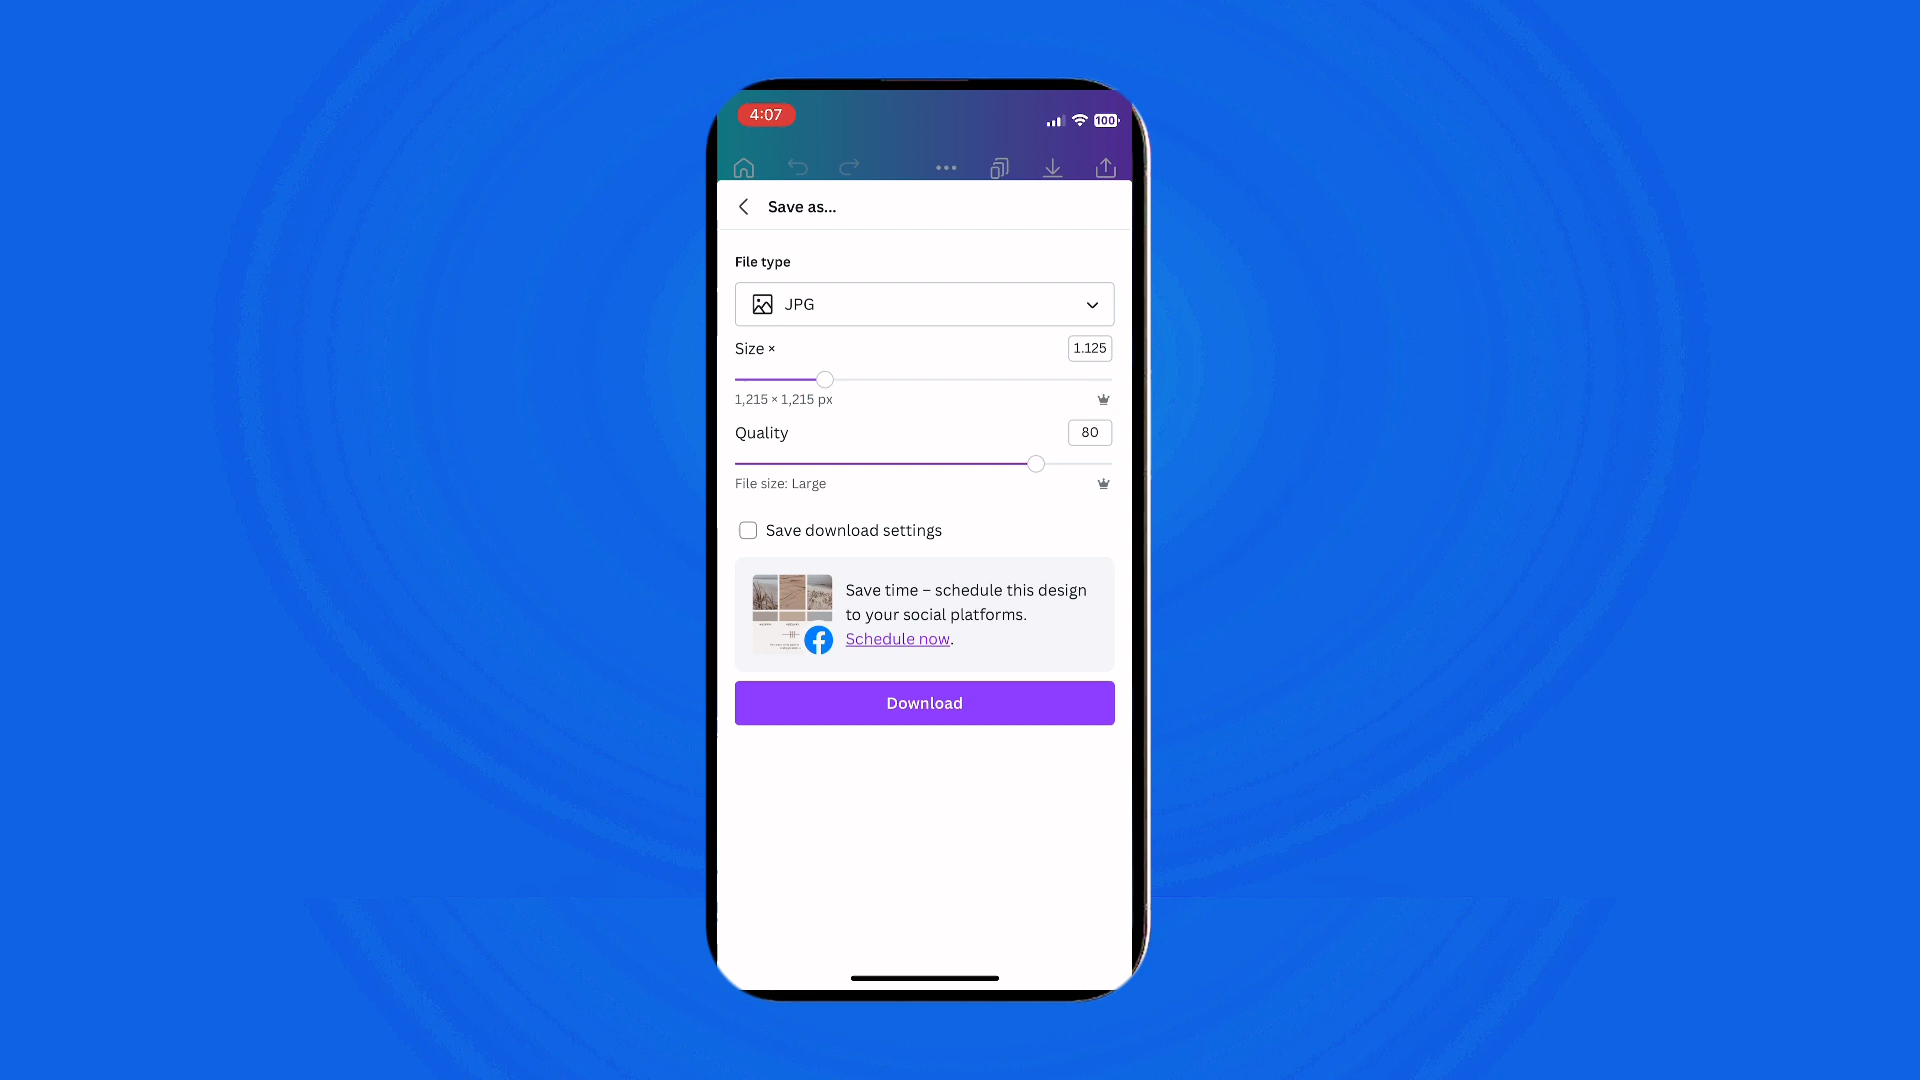 4:07
100
Save as...
File type
JPG
Size ×
1.125
1,215 × 1,215 px
Quality
80
File size: Large
Save download settings
Save time – schedule this design
to your social platforms.
Schedule now.
Download